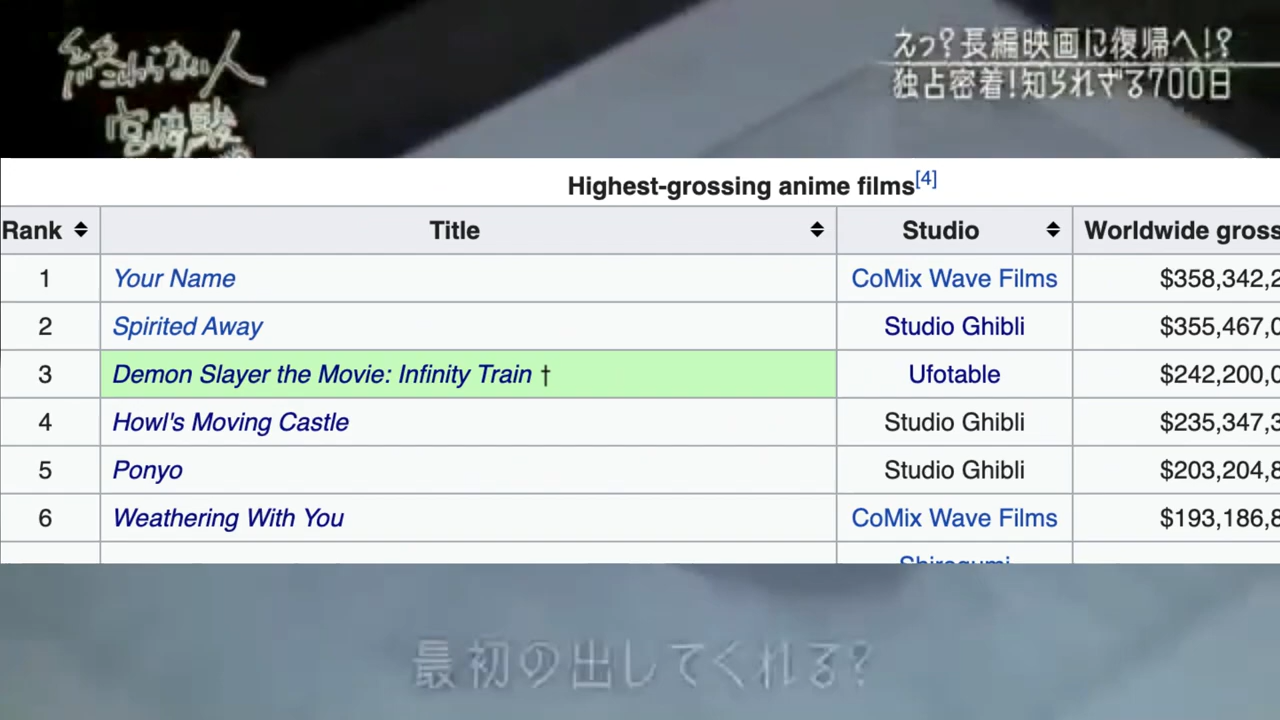 終わらない人
宮崎駿
えっ?長編映画に復帰へ!?
独占密着!知られざる700日
Highest-grossing anime films[4]
Rank Title Studio Worldwide gross
1 Your Name CoMix Wave Films $358,342,2
2 Spirited Away Studio Ghibli $355,467,0
3 Demon Slayer the Movie: Infinity Train † Ufotable $242,200,0
4 Howl's Moving Castle Studio Ghibli $235,347,3
5 Ponyo Studio Ghibli $203,204,8
6 Weathering With You CoMix Wave Films $193,186,8
Shirogumi
最初の出してくれる?